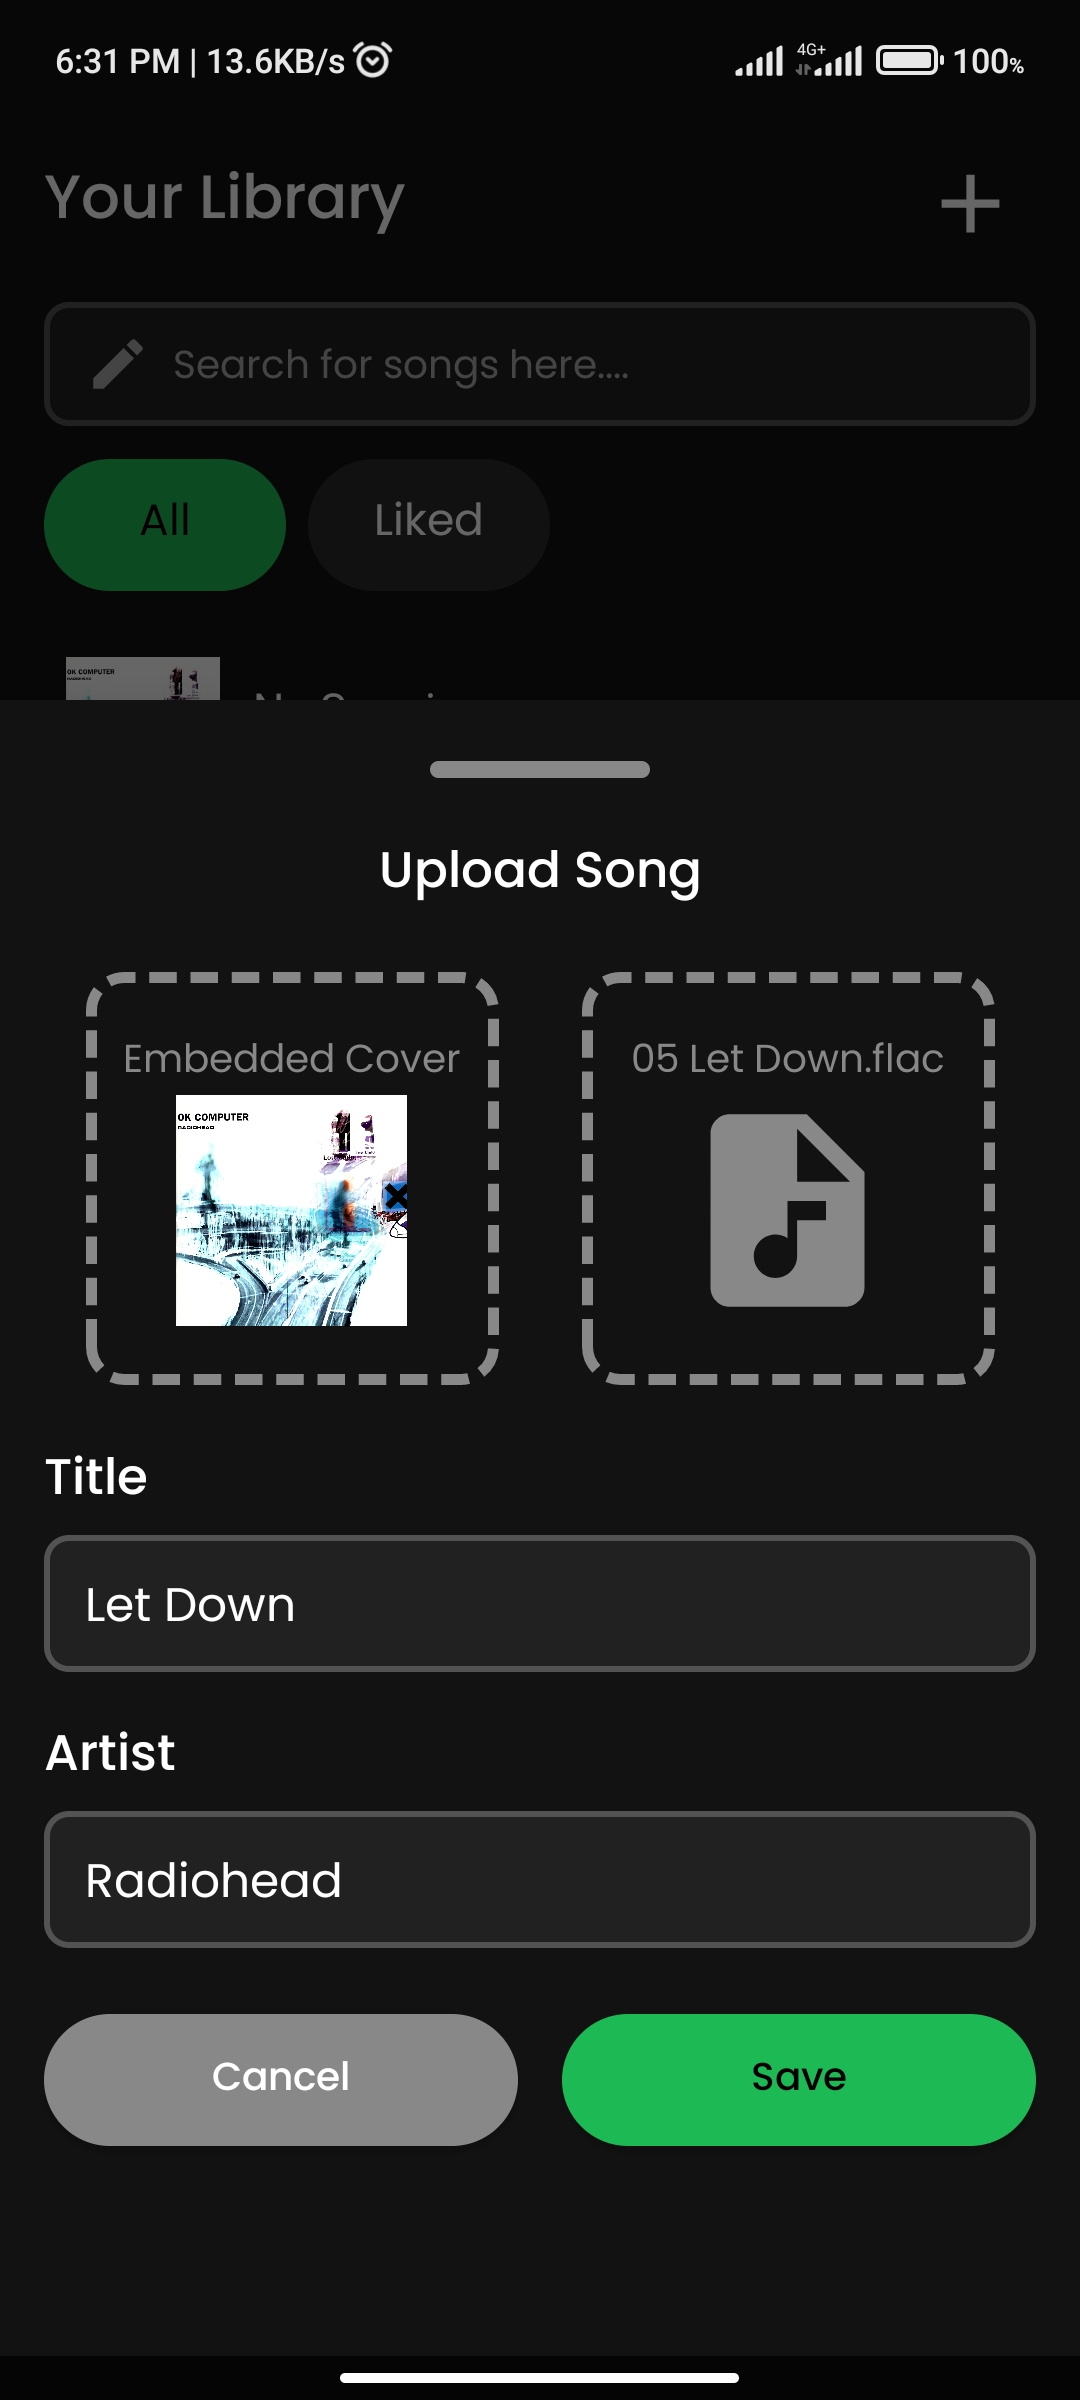 6:31 PM | 13.6KB/s
4G+
100%
Your Library
Search for songs here....
All
Liked
OK COMPUTER
RADIOHEAD
Upload Song
Embedded Cover
05 Let Down.flac
OK COMPUTER
RADIOHEAD
Title
Let Down
Artist
Radiohead
Cancel
Save